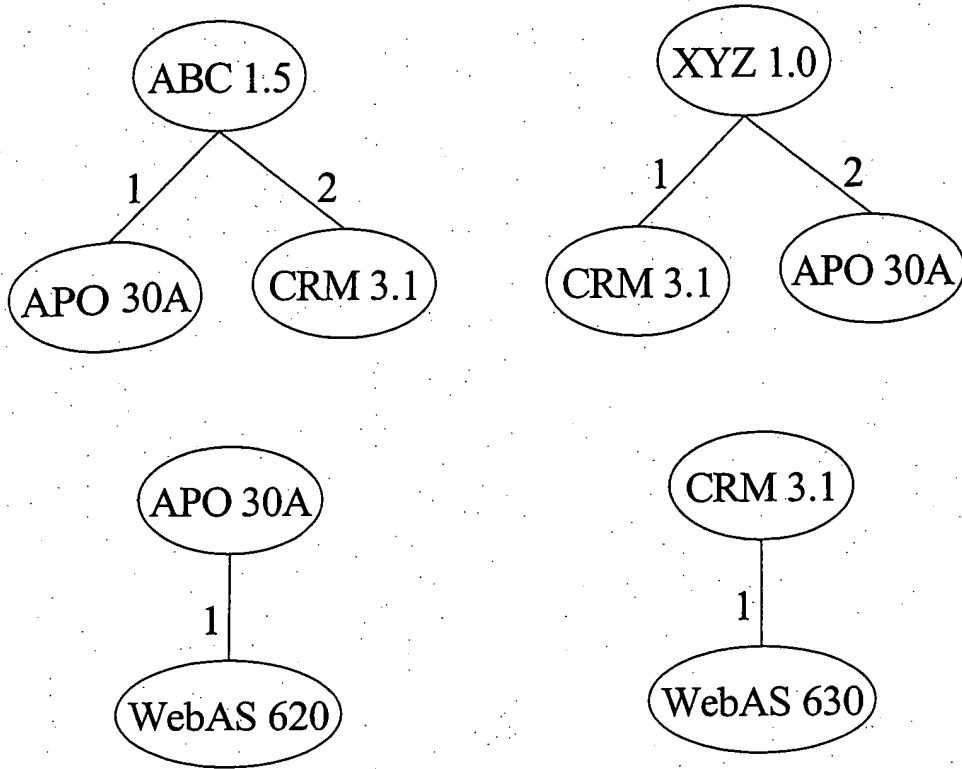 ABC 1.5
XYZ 1.0
1
2
1
2
APO 30A
CRM 3.1
CRM 3.1
APO 30A
APO 30A
CRM 3.1
1
1
WebAS 620
WebAS 630